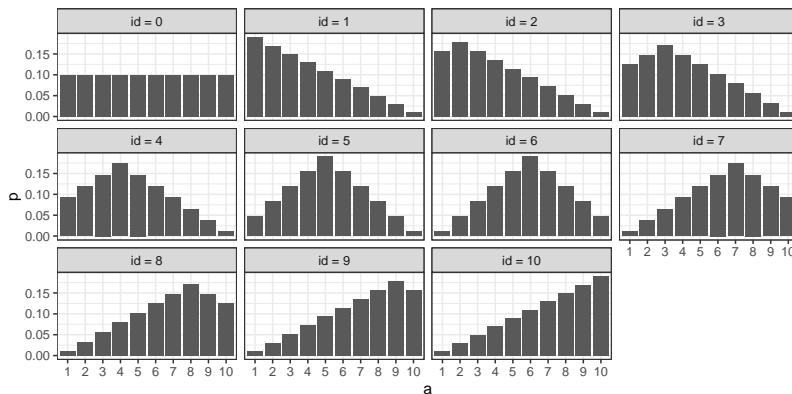 id = 0 id = 1 id = 2 id = 3
0.15
0.10
0.05
0.00
id = 4 id = 5 id = 6 id = 7
0.15
0.10
0.05
0.00
1 2 3 4 5 6 7 8 9 10
id = 8 id = 9 id = 10
0.15
0.10
0.05
0.00
1 2 3 4 5 6 7 8 9 10 1 2 3 4 5 6 7 8 9 10 1 2 3 4 5 6 7 8 9 10
p
a